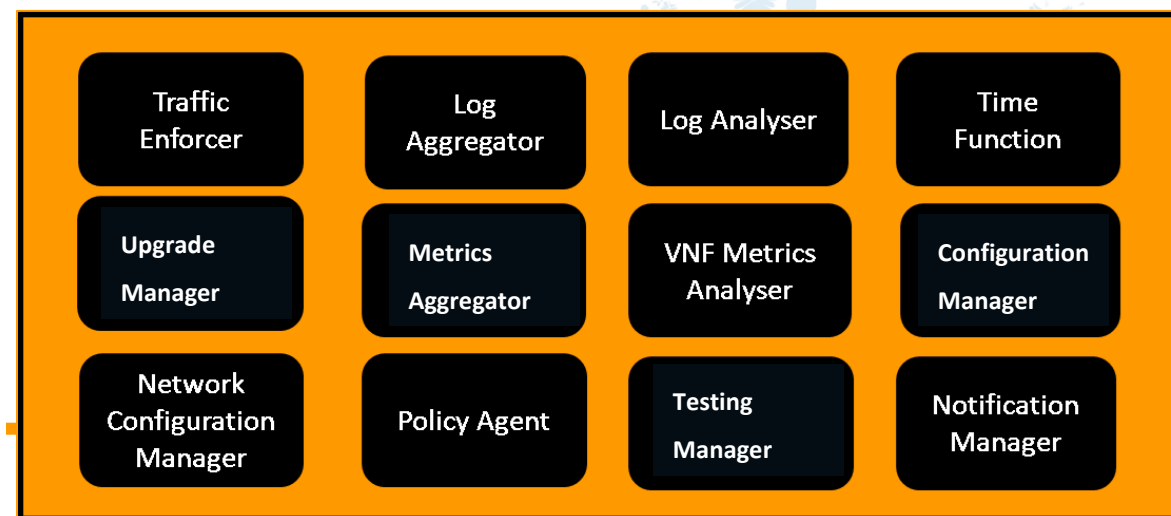 Traffic
Enforcer
Log
Aggregator
Log Analyser
Time
Function
Upgrade
Manager
Metrics
Aggregator
VNF Metrics
Analyser
Configuration
Manager
Network
Configuration
Manager
Policy Agent
Testing
Manager
Notification
Manager